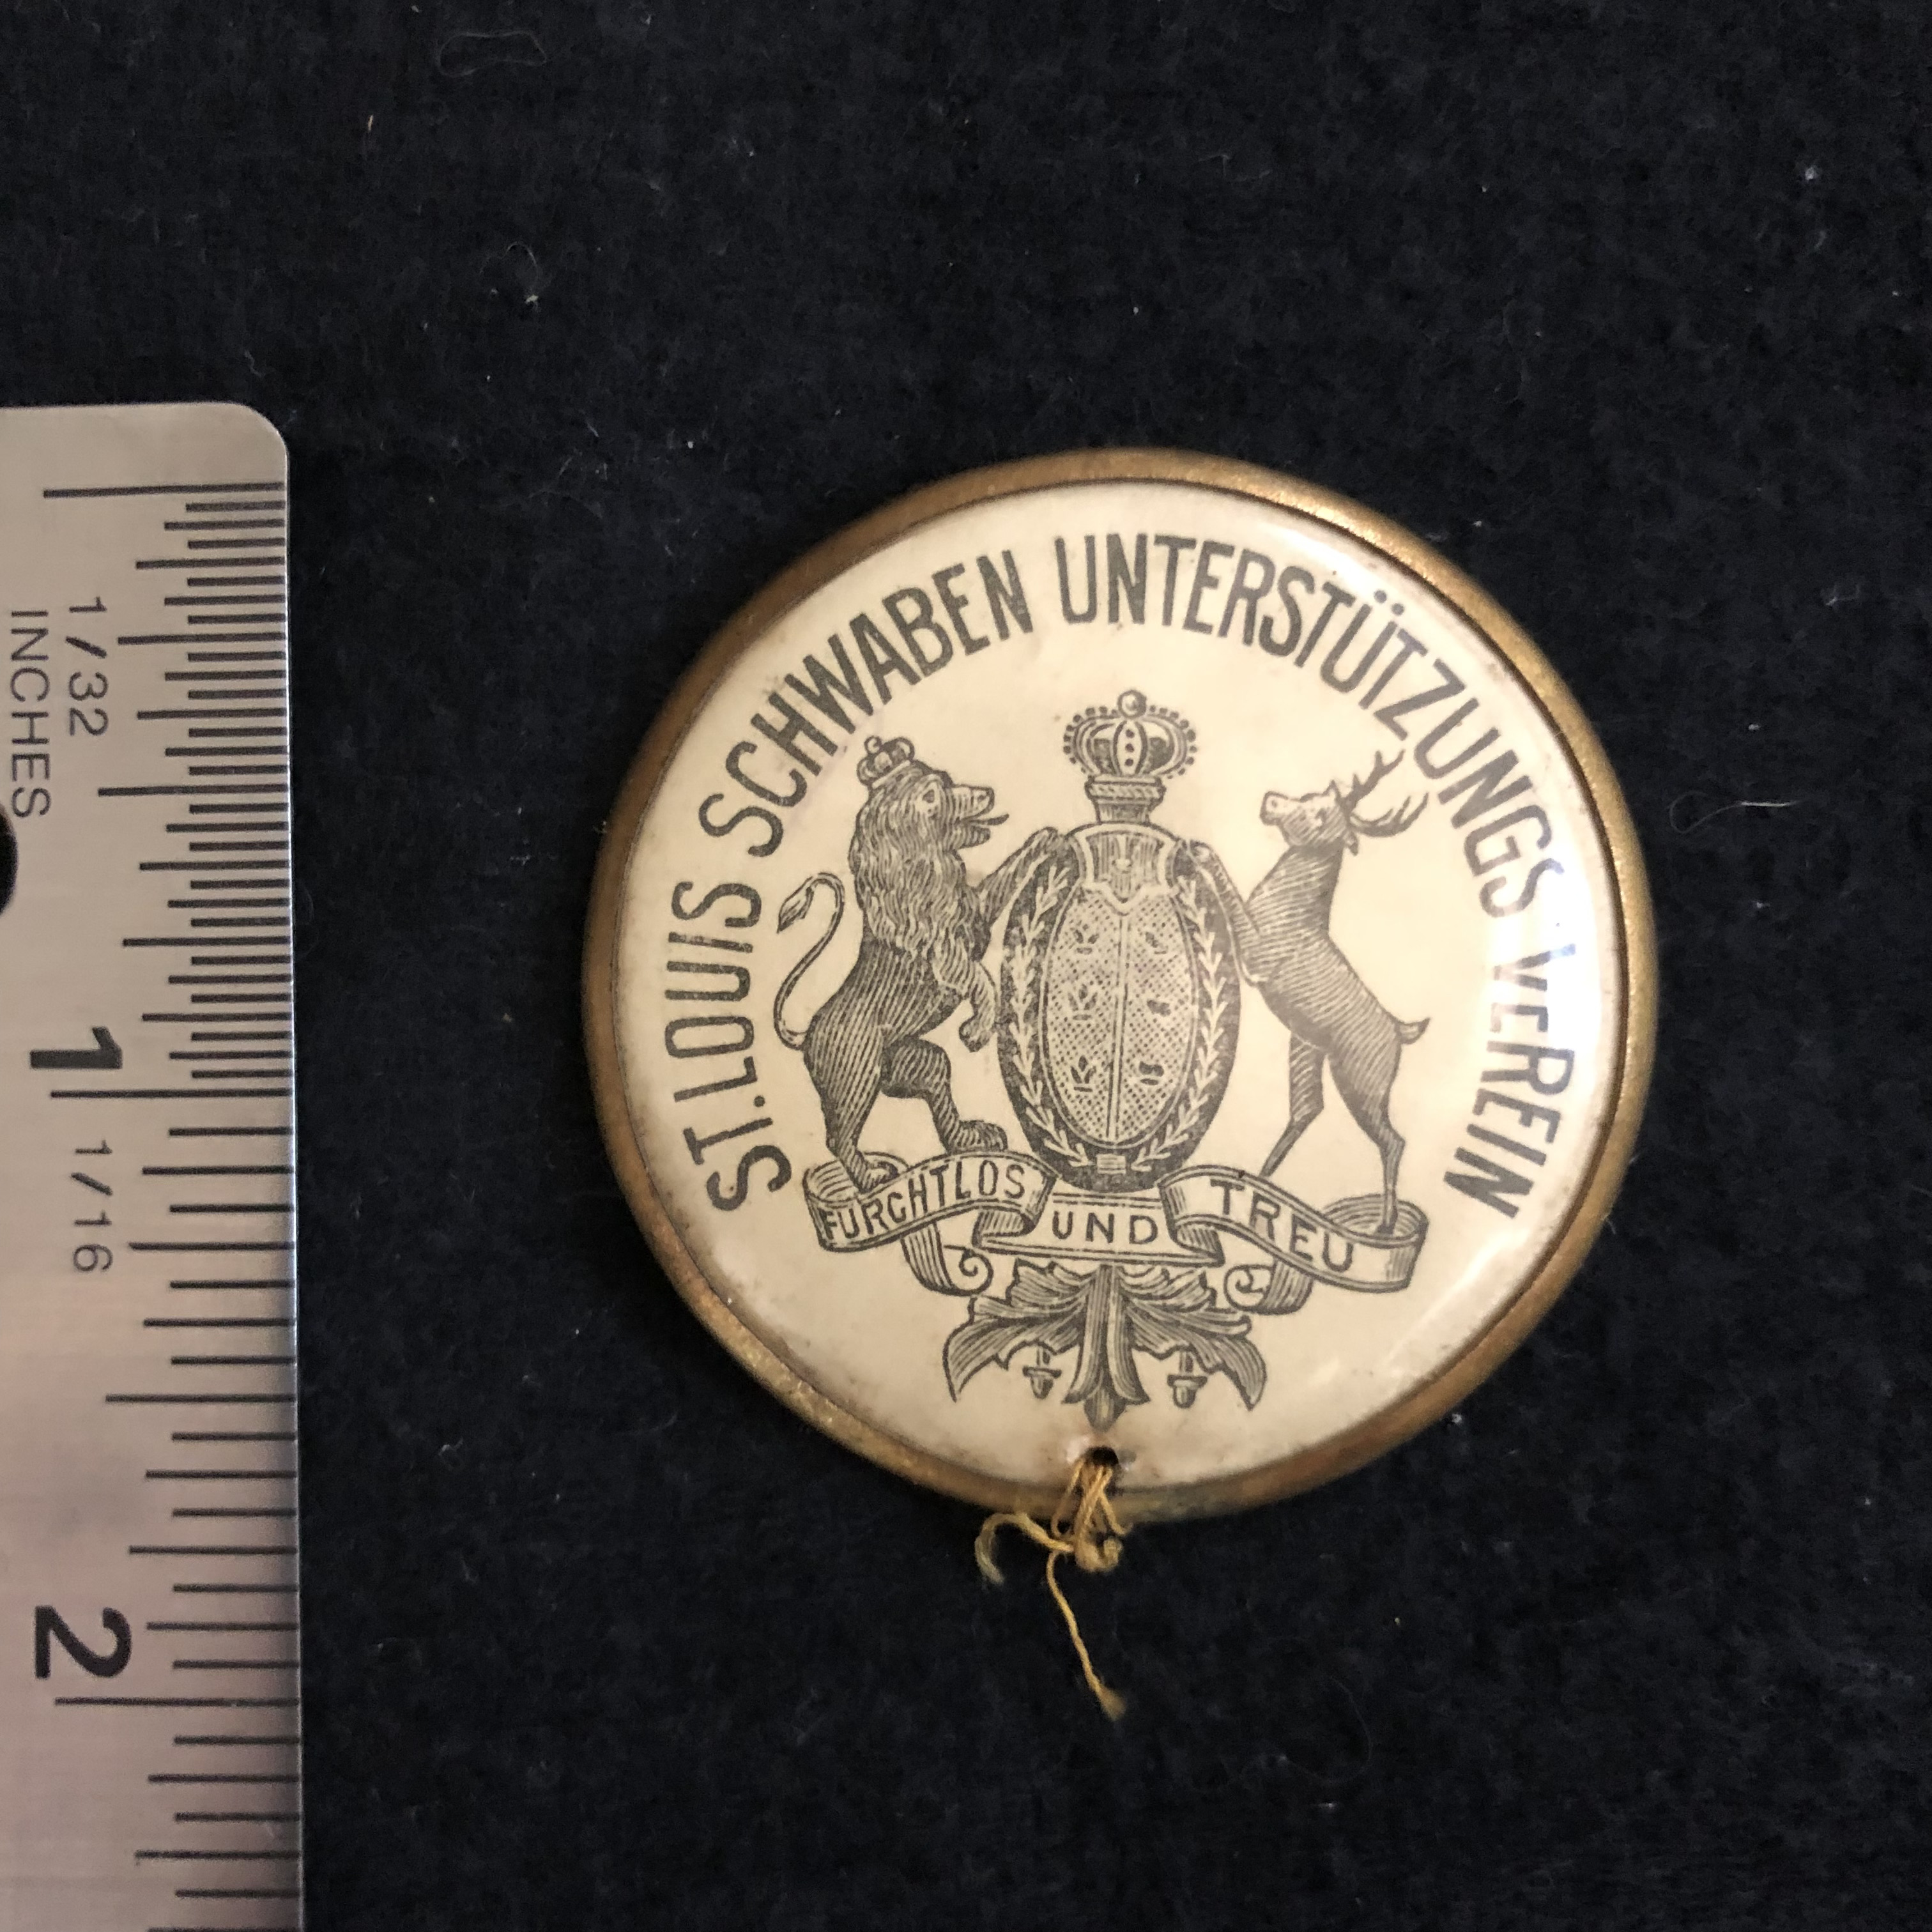 ST. LOUIS SCHWABEN UNTERSTÜTZUNGS VEREIN
FURCHTLOS UND TREU
1/32
INCHES
1
1/16
2